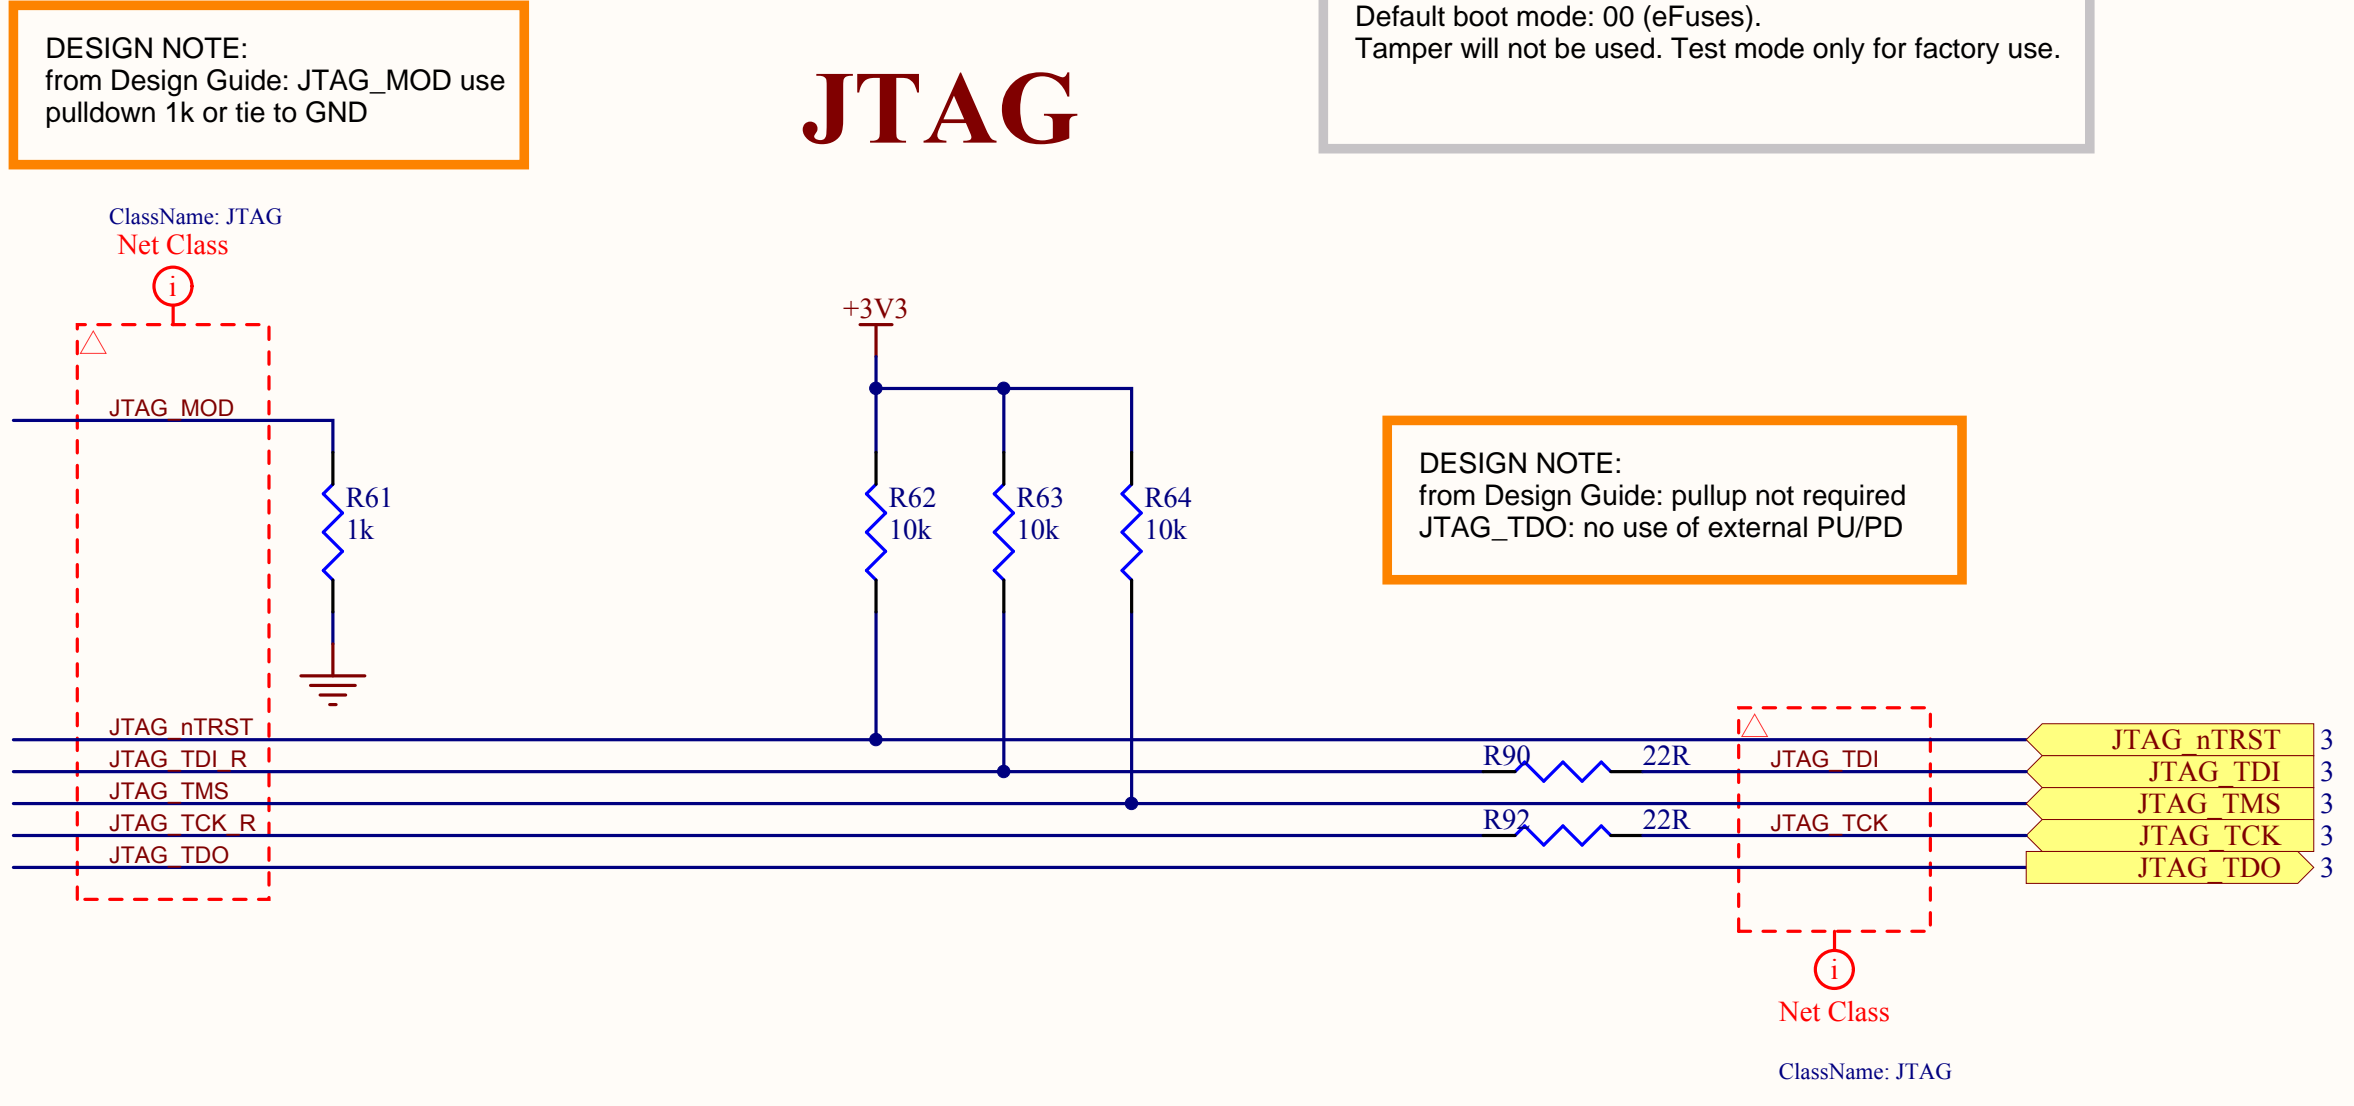 DESIGN NOTE:
from Design Guide: JTAG_MOD use
pulldown 1k or tie to GND
JTAG
Default boot mode: 00 (eFuses).
Tamper will not be used. Test mode only for factory use.
ClassName: JTAG
Net Class
i
+3V3
JTAG_MOD
R61
1k
R62
10k
R63
10k
R64
10k
DESIGN NOTE:
from Design Guide: pullup not required
JTAG_TDO: no use of external PU/PD
JTAG_nTRST
JTAG_nTRST 3
JTAG_TDI_R
R90 22R
JTAG_TDI
JTAG_TDI 3
JTAG_TMS
JTAG_TMS 3
JTAG_TCK_R
R92 22R
JTAG_TCK
JTAG_TCK 3
JTAG_TDO
JTAG_TDO 3
i
Net Class
ClassName: JTAG